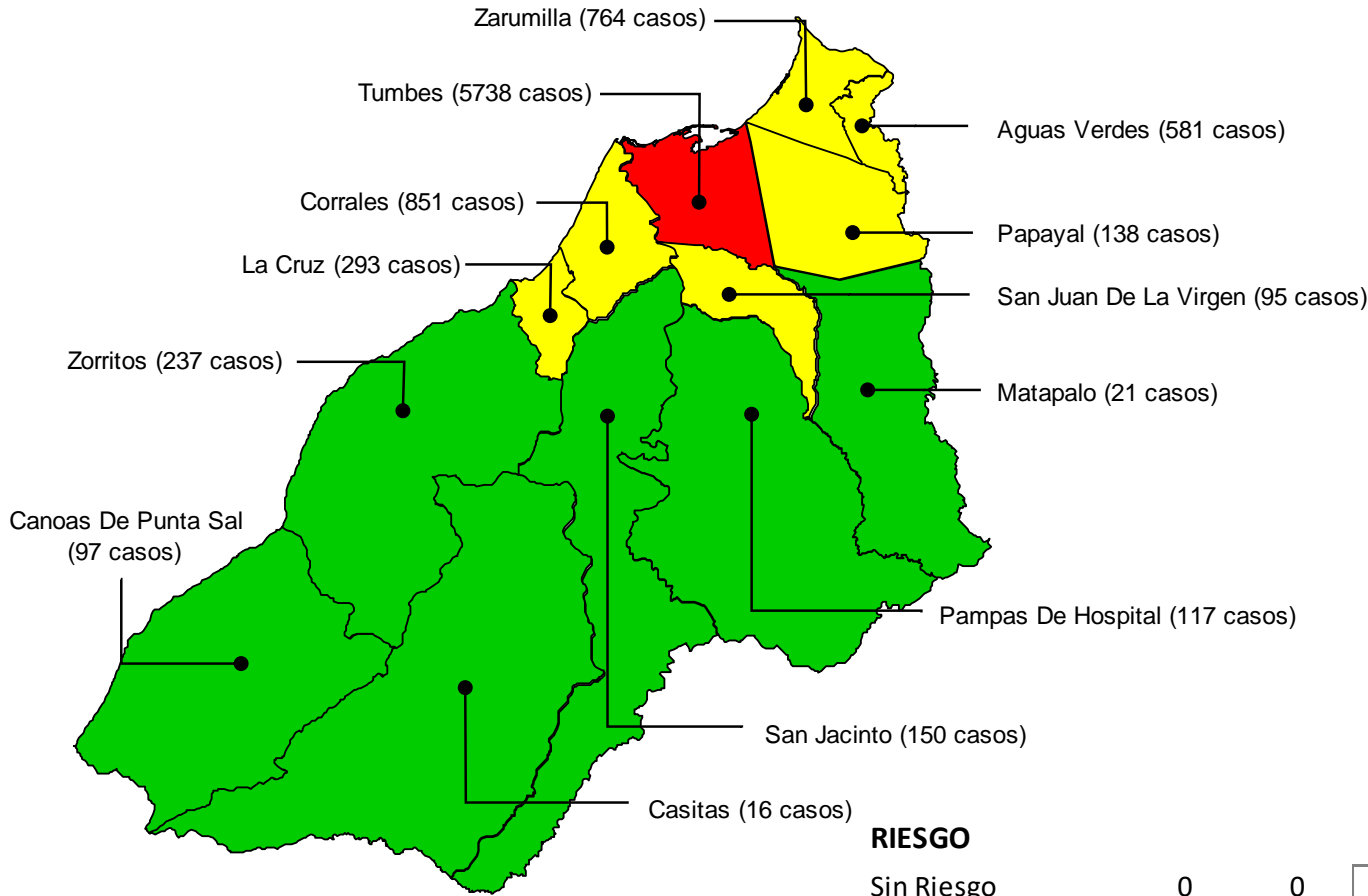 Zarumilla (764 casos)
Tumbes (5738 casos)
Aguas Verdes (581 casos)
Corrales (851 casos)
Papayal (138 casos)
La Cruz (293 casos)
San Juan De La Virgen (95 casos)
Zorritos (237 casos)
Matapalo (21 casos)
Canoas De Punta Sal
(97 casos)
Pampas De Hospital (117 casos)
San Jacinto (150 casos)
Casitas (16 casos)
RIESGO
Sin Riesgo 0 0